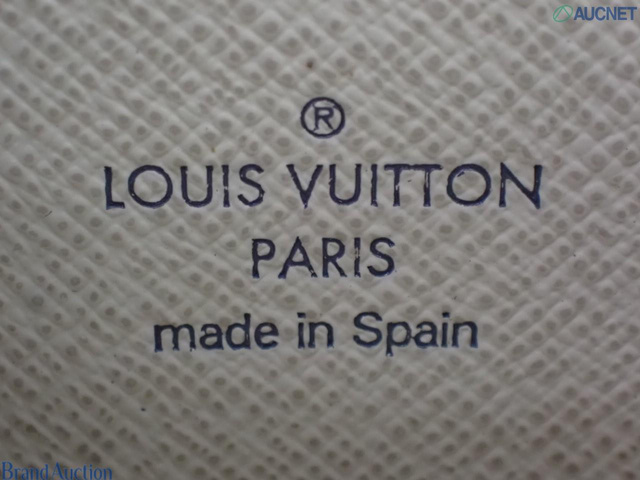 AUCNET
®
LOUIS VUITTON
PARIS
made in Spain
Brand Auction